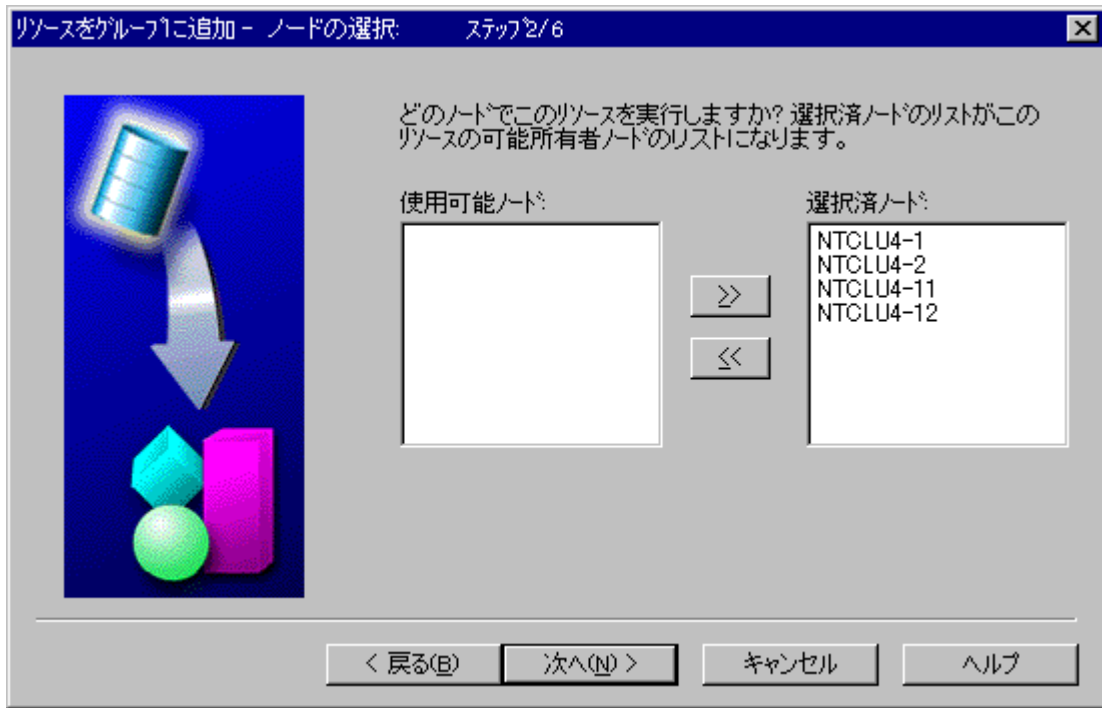 リソースをグループに追加 - ノードの選択: ステップ2/6
どのノードでこのリソースを実行しますか? 選択済ノードのリストがこの
リソースの可能所有者ノードのリストになります。
使用可能ノード:
選択済ノード:
NTCLU4-1
NTCLU4-2
NTCLU4-11
NTCLU4-12
>>
<<
< 戻る(B)
次へ(N) >
キャンセル
ヘルプ